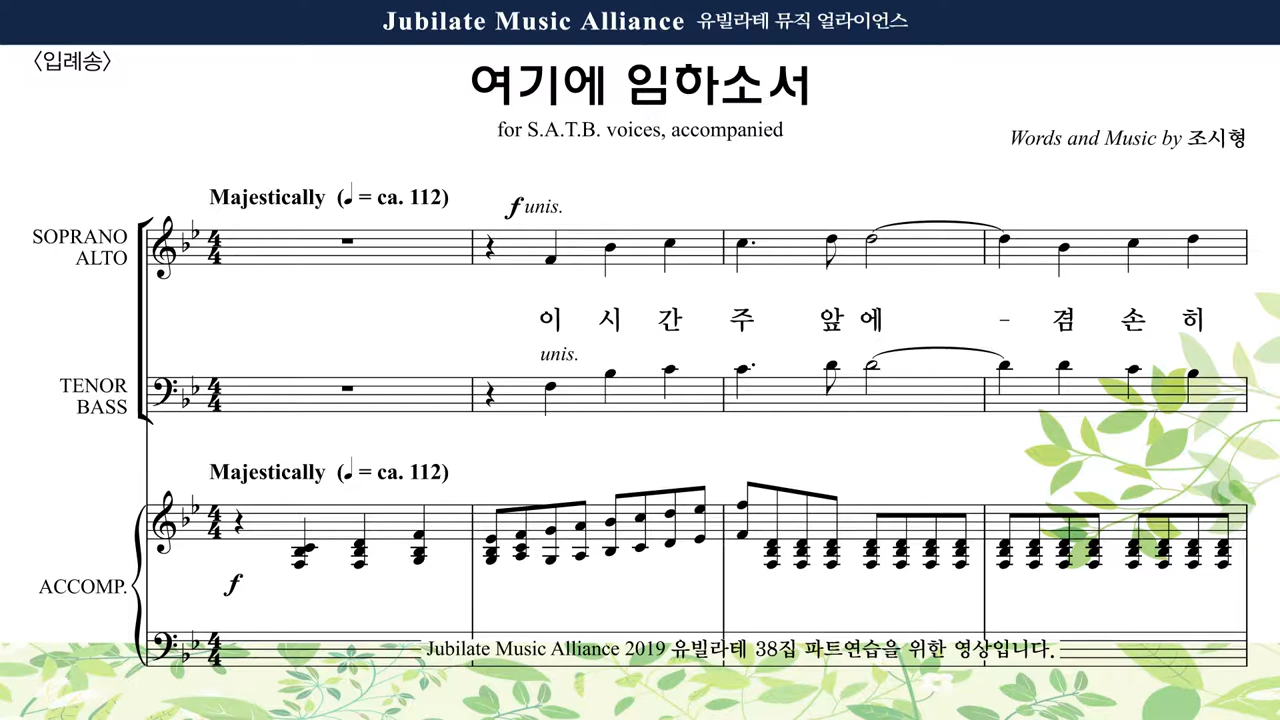 Jubilate Music Alliance 유빌라테 뮤직 얼라이언스
〈입례송〉
여기에 임하소서
for S.A.T.B. voices, accompanied
Words and Music by 조시형
Majestically (♩ = ca. 112)
f unis.
SOPRANO
ALTO
이 시 간 주 앞 에 - 겸 손 히
unis.
TENOR
BASS
Majestically (♩ = ca. 112)
f
ACCOMP.
Jubilate Music Alliance 2019 유빌라테 38집 파트연습을 위한 영상입니다.